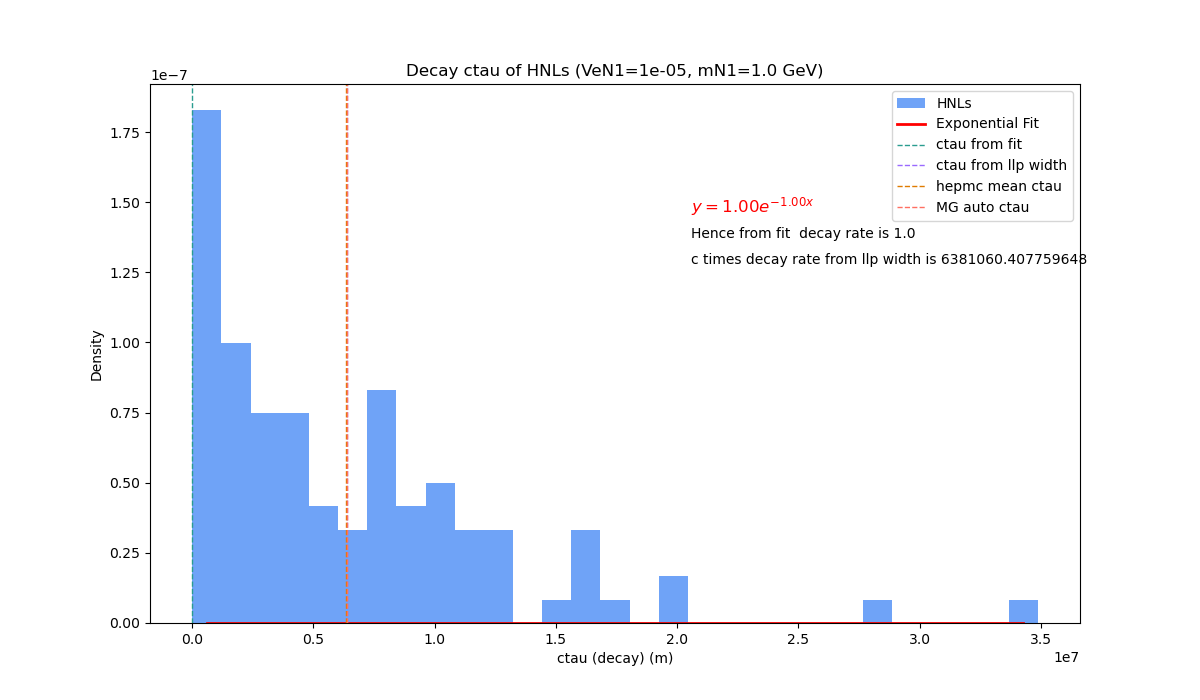 Decay ctau of HNLs (VeN1=1e-05, mN1=1.0 GeV)
1e−7
1.75
1.50
1.25
1.00
0.75
0.50
0.25
0.00
Density
HNLs
Exponential Fit
ctau from fit
ctau from llp width
hepmc mean ctau
MG auto ctau
y = 1.00e^{−1.00x}
Hence from fit  decay rate is 1.0
c times decay rate from llp width is 6381060.407759648
0.0 0.5 1.0 1.5 2.0 2.5 3.0 3.5
1e7
ctau (decay) (m)